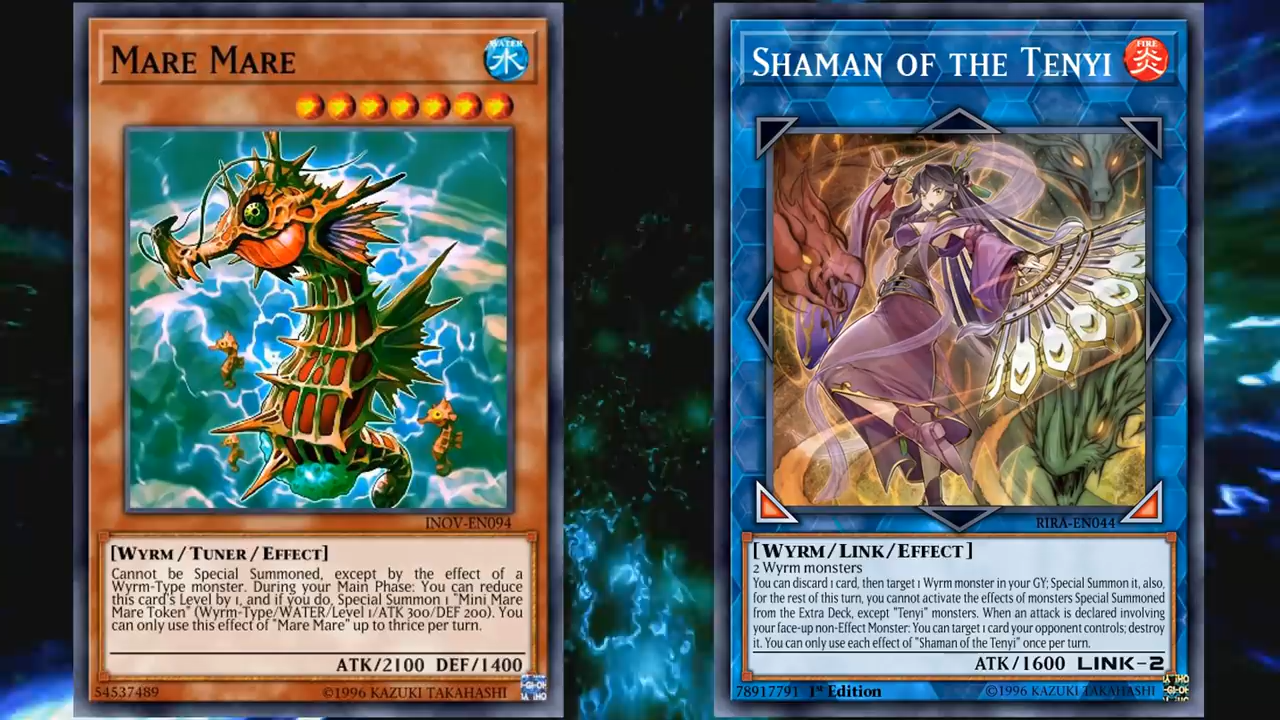 MARE MARE
WATER
水
INOV-EN094
[WYRM/TUNER/EFFECT]
Cannot be Special Summoned, except by the effect of a
Wyrm-Type monster. During your Main Phase: You can reduce
this card's Level by 1, and if you do, Special Summon 1 "Mini Mare
Mare Token" (Wyrm-Type/WATER/Level 1/ATK 300/DEF 200). You
can only use this effect of "Mare Mare" up to thrice per turn.
ATK/2100 DEF/1400
54537489
©1996 KAZUKI TAKAHASHI
SHAMAN OF THE TENYI
FIRE
炎
RIRA-EN044
[WYRM/LINK/EFFECT]
2 Wyrm monsters
You can discard 1 card, then target 1 Wyrm monster in your GY; Special Summon it, also,
for the rest of this turn, you cannot activate the effects of monsters Special Summoned
from the Extra Deck, except "Tenyi" monsters. When an attack is declared involving
your face-up non-Effect Monster: You can target 1 card your opponent controls; destroy
it. You can only use each effect of "Shaman of the Tenyi" once per turn.
ATK/1600 LINK-2
78917791 1st Edition
©1996 KAZUKI TAKAHASHI